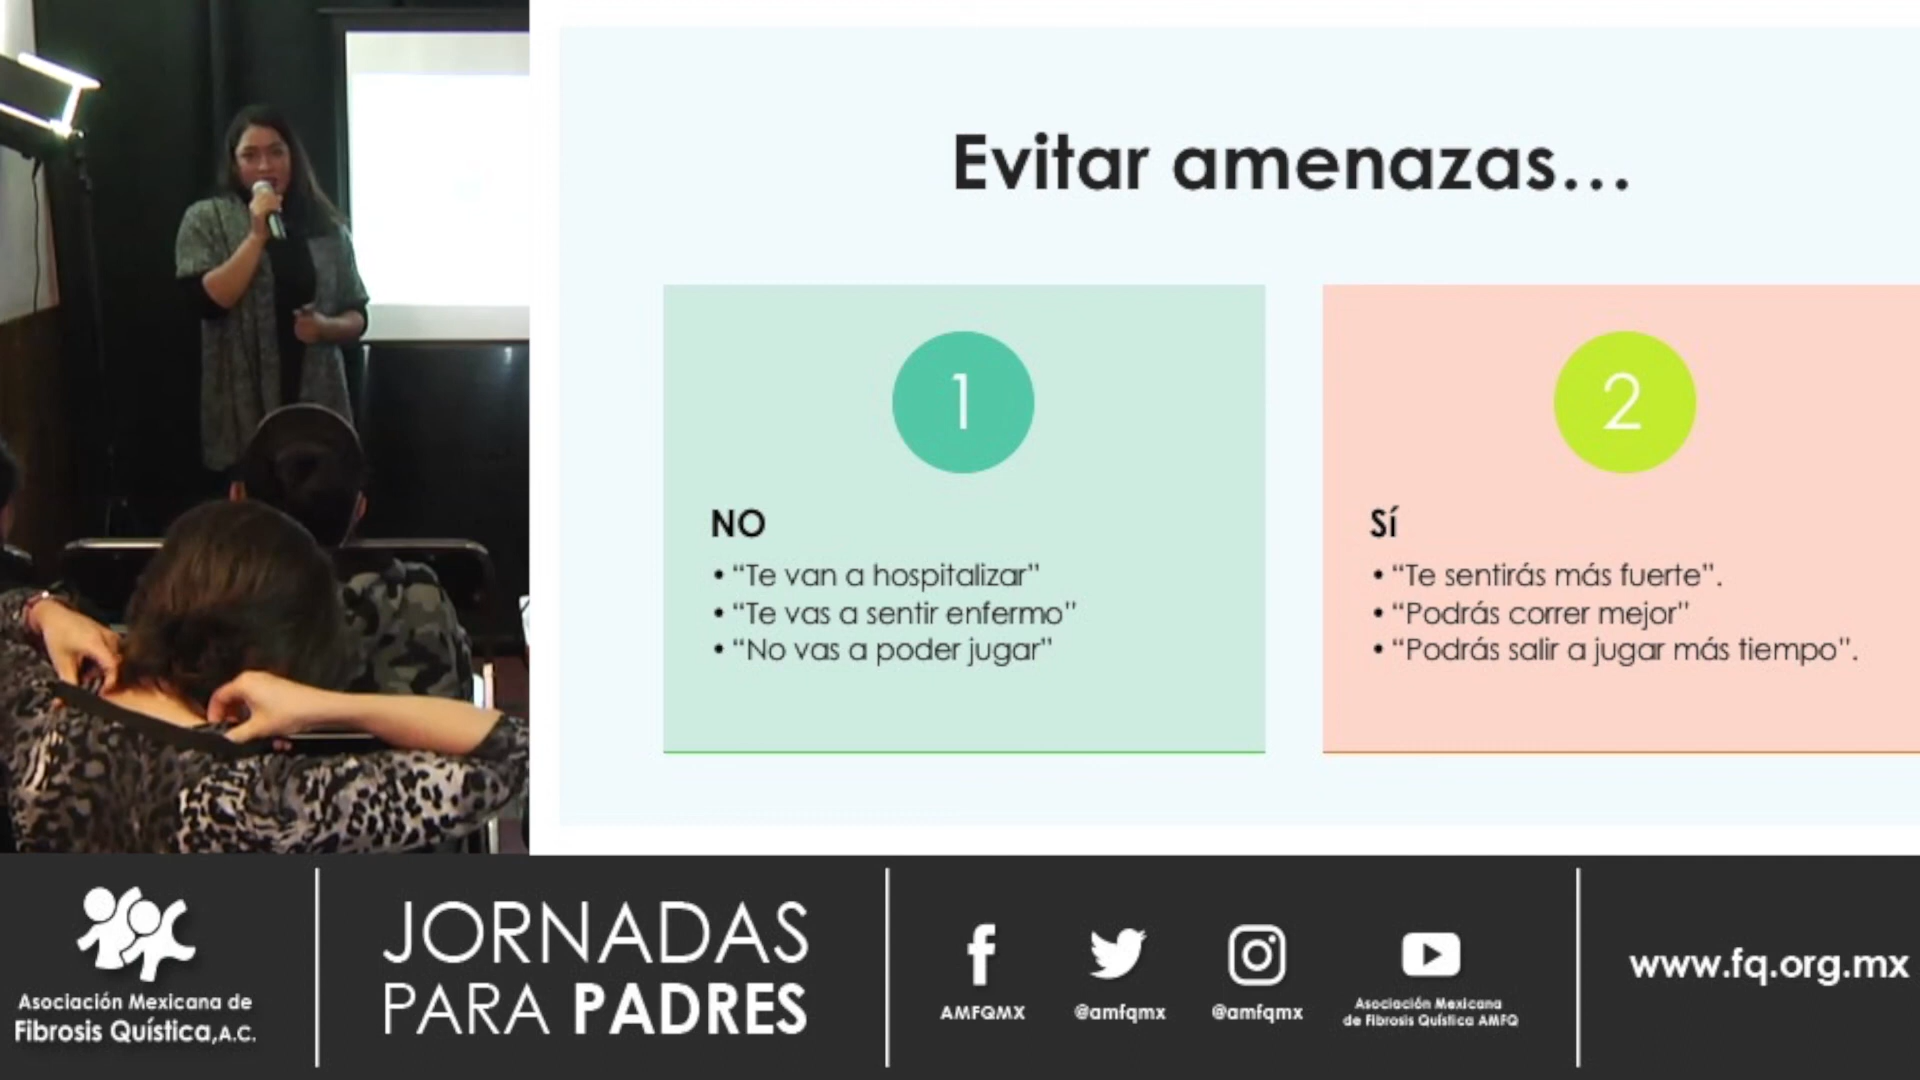 Evitar amenazas...
1
NO
• “Te van a hospitalizar”
• “Te vas a sentir enfermo”
• “No vas a poder jugar”
2
SÍ
• “Te sentirás más fuerte”.
• “Podrás correr mejor”
• “Podrás salir a jugar más tiempo”.
Asociación Mexicana de
Fibrosis Quística,A.C.
JORNADAS
PARA PADRES
AMFQMX
@amfqmx
@amfqmx
Asociación Mexicana
de Fibrosis Quística AMFQ
www.fq.org.mx